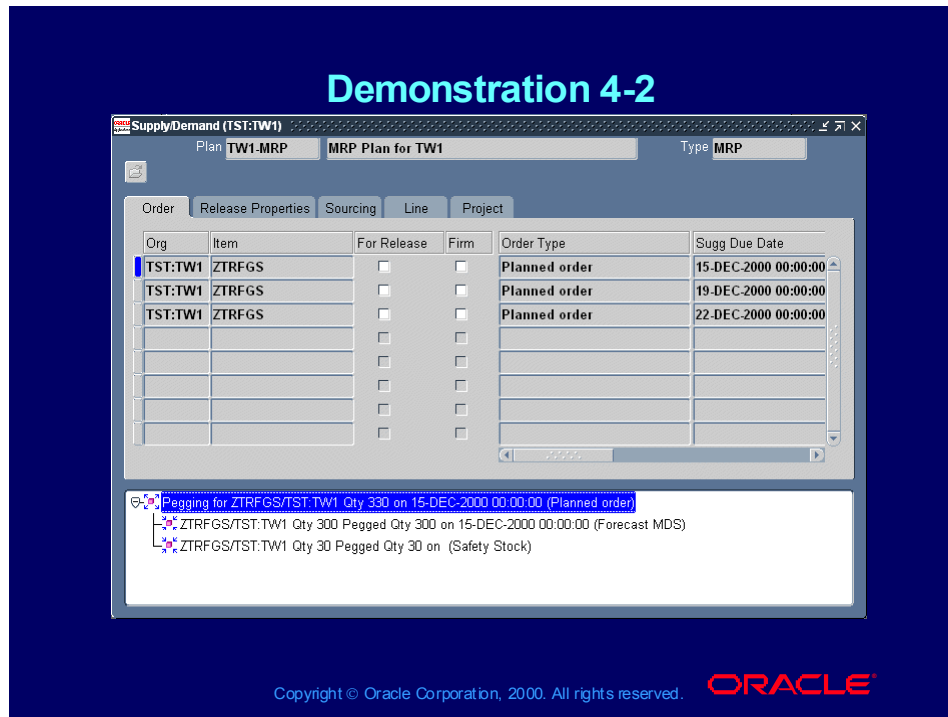 Demonstration 4-2
Supply/Demand (TST:TW1)
Plan TW1-MRP MRP Plan for TW1 Type MRP
Order Release Properties Sourcing Line Project
Org Item For Release Firm Order Type Sugg Due Date
TST:TW1 ZTRFGS Planned order 15-DEC-2000 00:00:00
TST:TW1 ZTRFGS Planned order 19-DEC-2000 00:00:00
TST:TW1 ZTRFGS Planned order 22-DEC-2000 00:00:00
Pegging for ZTRFGS/TST:TW1 Qty 330 on 15-DEC-2000 00:00:00 (Planned order)
ZTRFGS/TST:TW1 Qty 300 Pegged Qty 300 on 15-DEC-2000 00:00:00 (Forecast MDS)
ZTRFGS/TST:TW1 Qty 30 Pegged Qty 30 on (Safety Stock)
Copyright © Oracle Corporation, 2000. All rights reserved. ORACLE